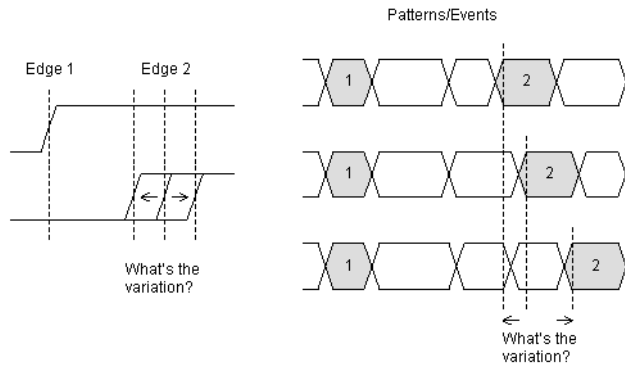 Patterns/Events
Edge 1
Edge 2
1
2
1
2
What's the
variation?
1
2
What's the
variation?